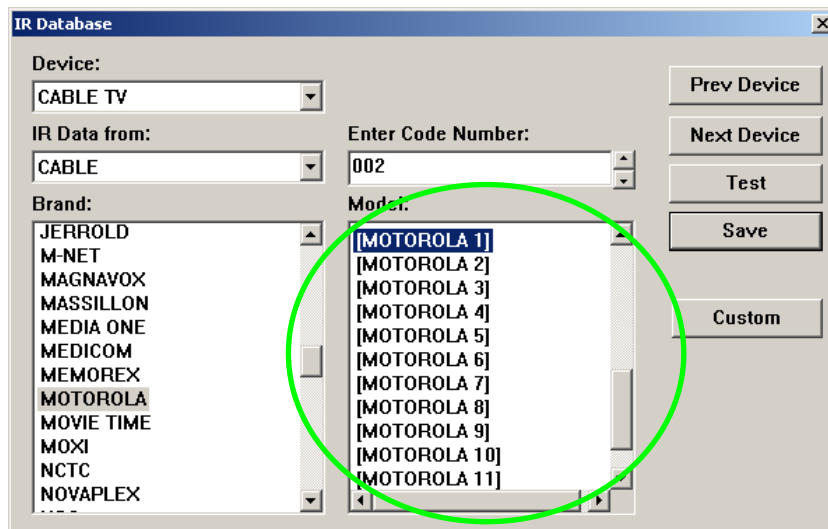 IR Database
Device:
CABLE TV
IR Data from:
CABLE
Enter Code Number:
002
Brand:
JERROLD
M-NET
MAGNAVOX
MASSILLON
MEDIA ONE
MEDICOM
MEMOREX
MOTOROLA
MOVIE TIME
MOXI
NCTC
NOVAPLEX
Model:
[MOTOROLA 1]
[MOTOROLA 2]
[MOTOROLA 3]
[MOTOROLA 4]
[MOTOROLA 5]
[MOTOROLA 6]
[MOTOROLA 7]
[MOTOROLA 8]
[MOTOROLA 9]
[MOTOROLA 10]
[MOTOROLA 11]
Prev Device
Next Device
Test
Save
Custom